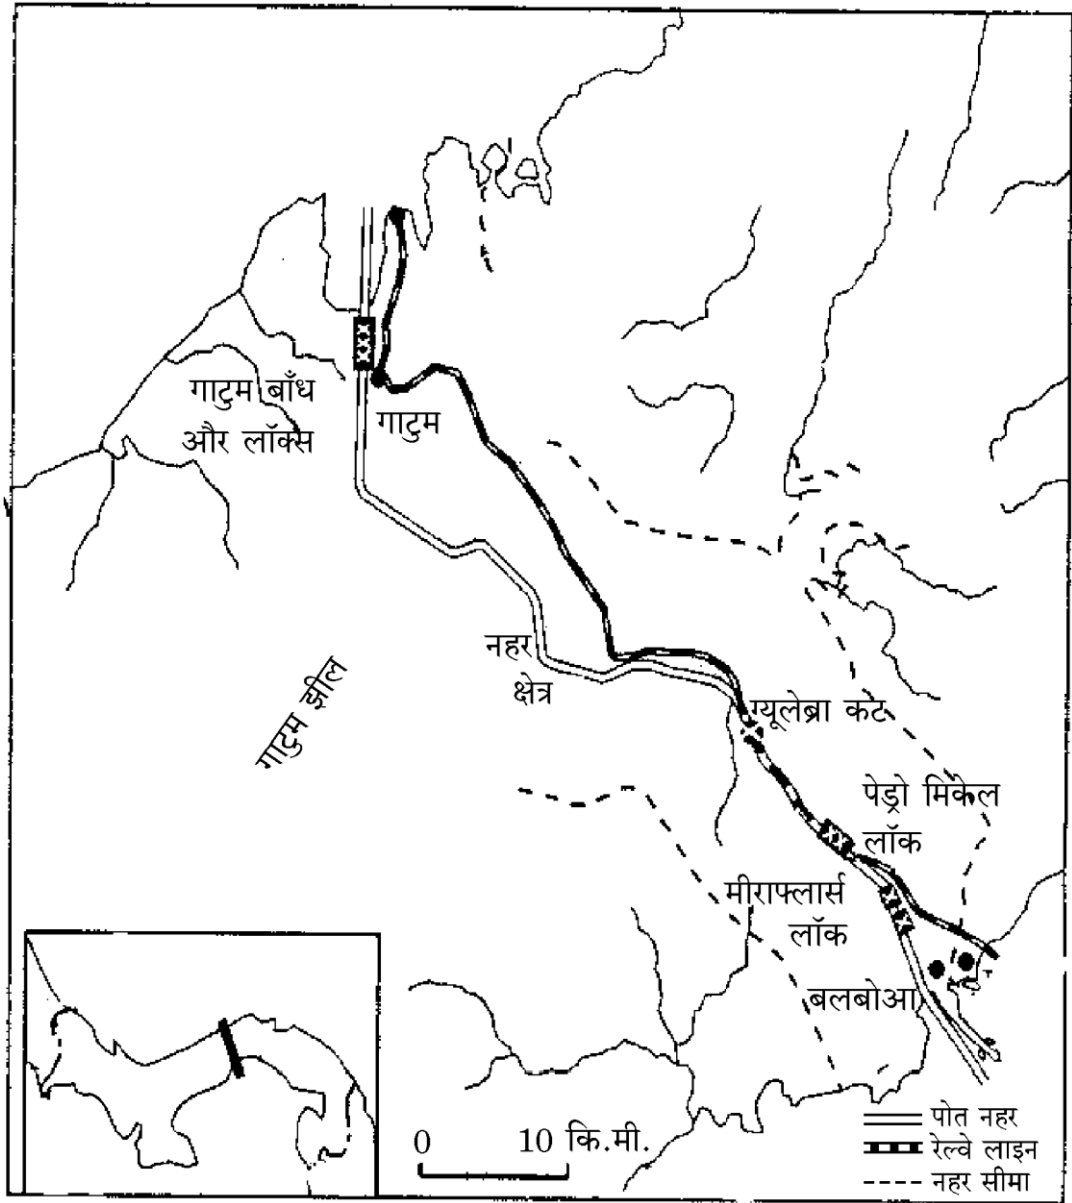 गाटुम बाँध
और लॉक्स
गाटुम
नहर
क्षेत्र
गाटुम झील
ग्यूलेब्रा कट
पेड्रो मिकेल
लॉक
मीराफ्लार्स
लॉक
बलबोआ
0 10 कि.मी.
पोत नहर
रेल्वे लाइन
नहर सीमा